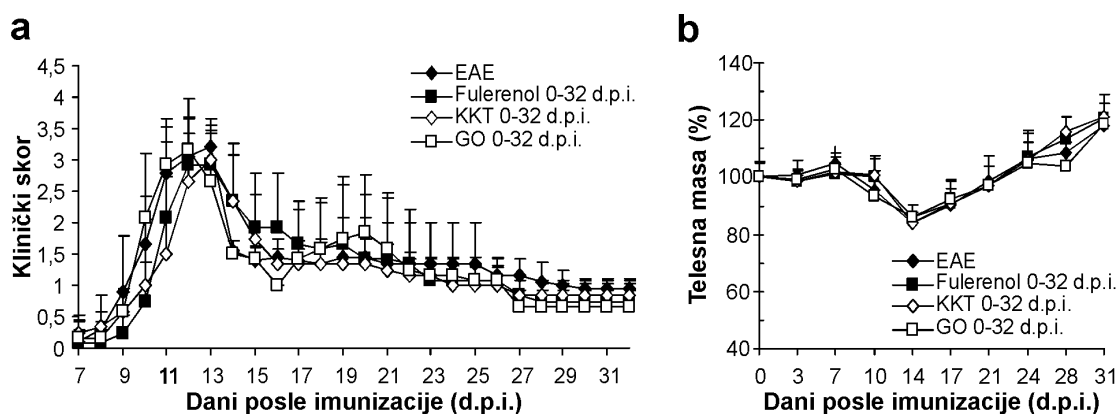 a
4,5
4
3,5
3
2,5
2
1,5
1
0,5
0
Klinički skor
EAE
Fulerenol 0-32 d.p.i.
KKT 0-32 d.p.i.
GO 0-32 d.p.i.
7 9 11 13 15 17 19 21 23 25 27 29 31
Dani posle imunizacije (d.p.i.)
b
140
120
100
80
60
40
Telesna masa (%)
EAE
Fulerenol 0-32 d.p.i.
KKT 0-32 d.p.i.
GO 0-32 d.p.i.
0 3 7 10 14 17 21 24 28 31
Dani posle imunizacije (d.p.i.)